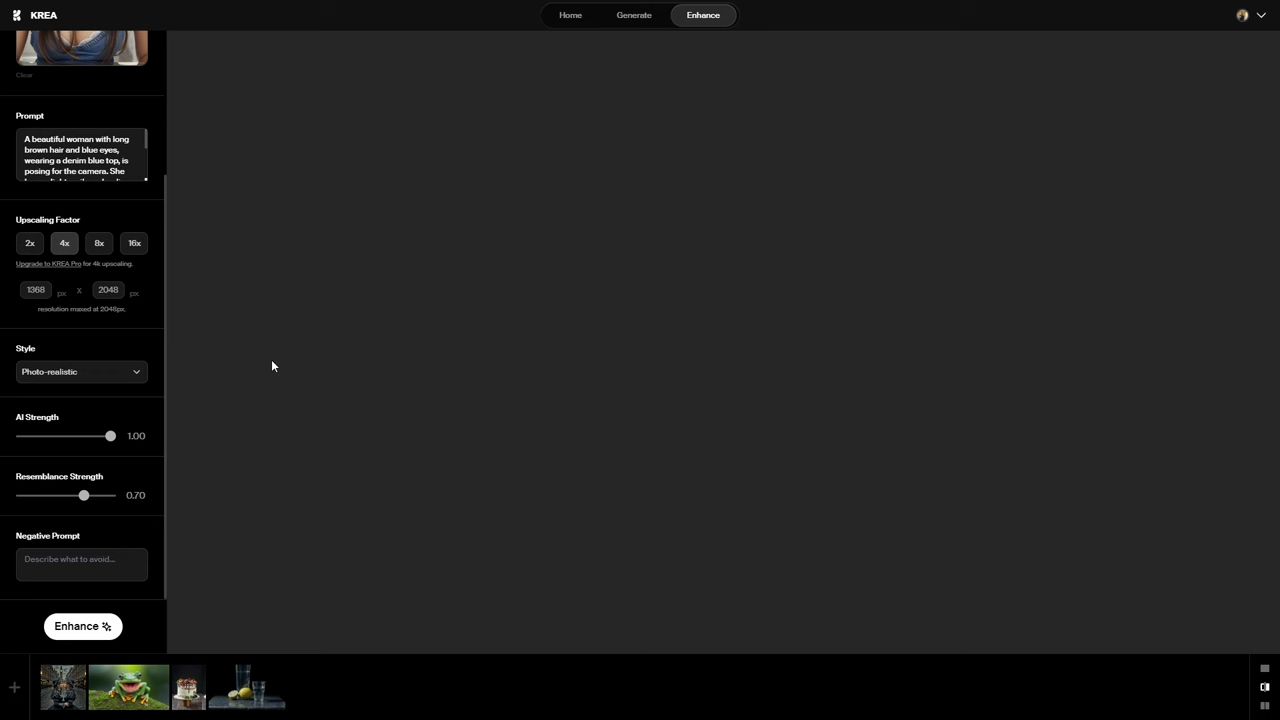 KREA
Home
Generate
Enhance
Clear
Prompt
A beautiful woman with long
brown hair and blue eyes,
wearing a denim blue top, is
posing for the camera. She
Upscaling Factor
2x
4x
8x
16x
Upgrade to KREA Pro for 4k upscaling.
1368 px x 2048 px
resolution maxed at 2048px.
Style
Photo-realistic
AI Strength
1.00
Resemblance Strength
0.70
Negative Prompt
Describe what to avoid...
Enhance